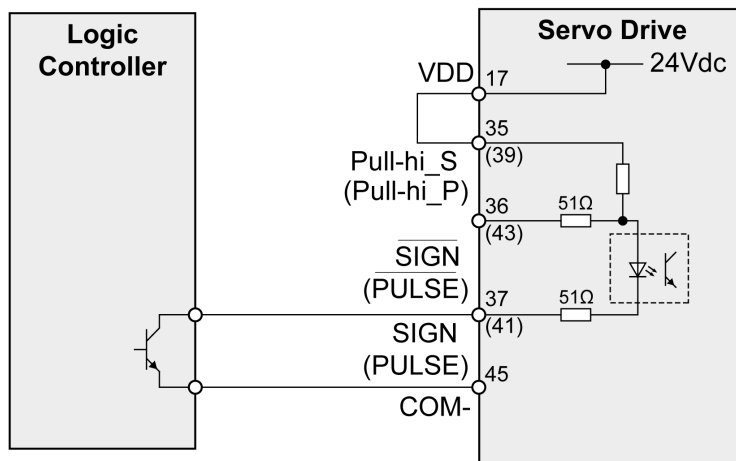 Logic
Controller
Servo Drive
24Vdc
VDD
17
35
(39)
Pull-hi_S
(Pull-hi_P)
36
(43)
51Ω
SIGN
(PULSE)
37
(41)
51Ω
SIGN
(PULSE)
45
COM-